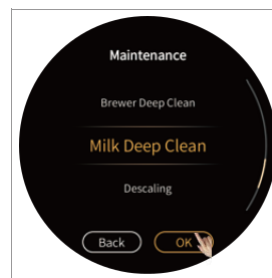 Maintenance
Brewer Deep Clean
Milk Deep Clean
Descaling
Back OK